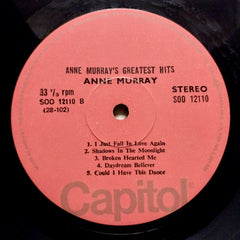 ANNE MURRAY'S GREATEST HITS
ANNE MURRAY
33 1/3 rpm STEREO
SOO 12110 B SOO 12110
(28-102)
1. I Just Fall In Love Again
2. Shadows In The Moonlight
3. Broken Hearted Me
4. Daydream Believer
5. Could I Have This Dance
Capitol